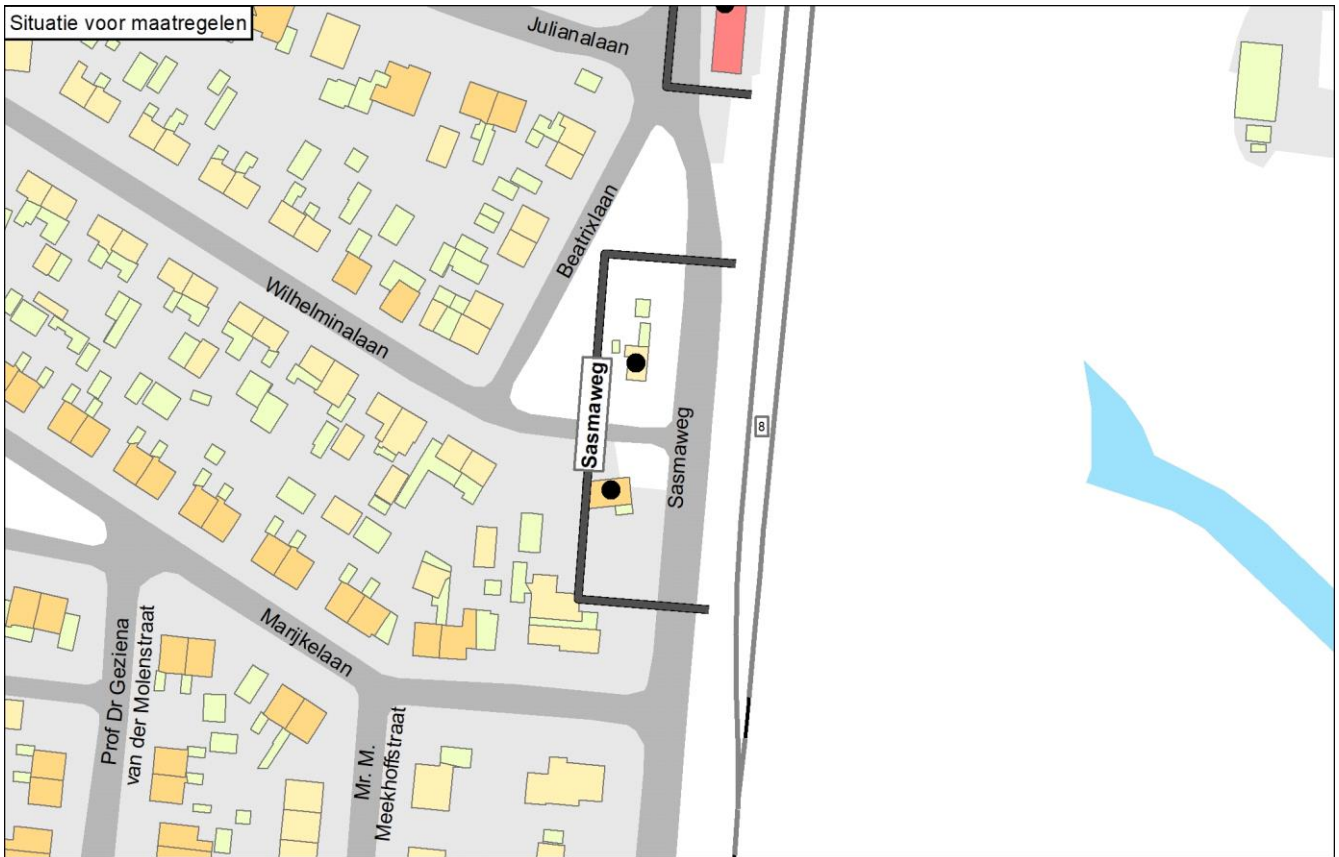 Situatie voor maatregelen
Julianalaan
Beatrixlaan
Wilhelminalaan
Sasmaweg
Sasmaweg
8
Marijkelaan
Prof Dr Geziena
van der Molenstraat
Mr. M.
Meekhoffstraat